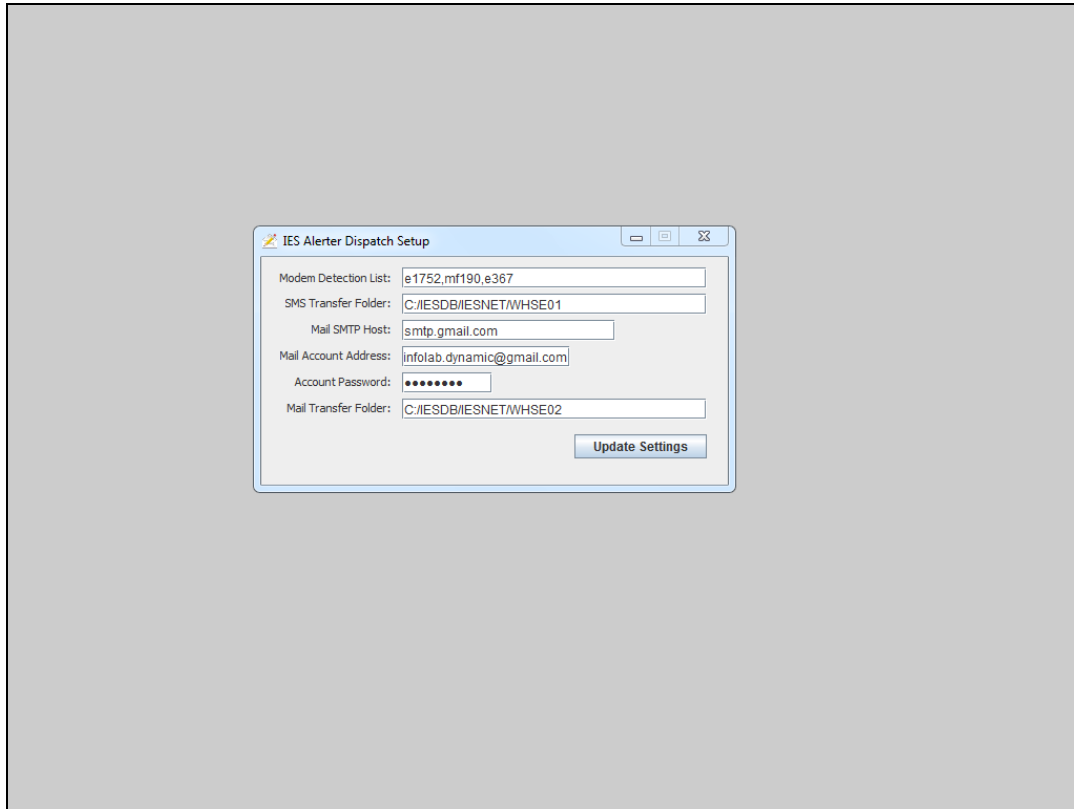 IES Alerter Dispatch Setup
Modem Detection List: e1752,mf190,e367
SMS Transfer Folder: C:/IESDB/IESNET/WHSE01
Mail SMTP Host: smtp.gmail.com
Mail Account Address: infolab.dynamic@gmail.com
Account Password: ●●●●●●●●
Mail Transfer Folder: C:/IESDB/IESNET/WHSE02
Update Settings